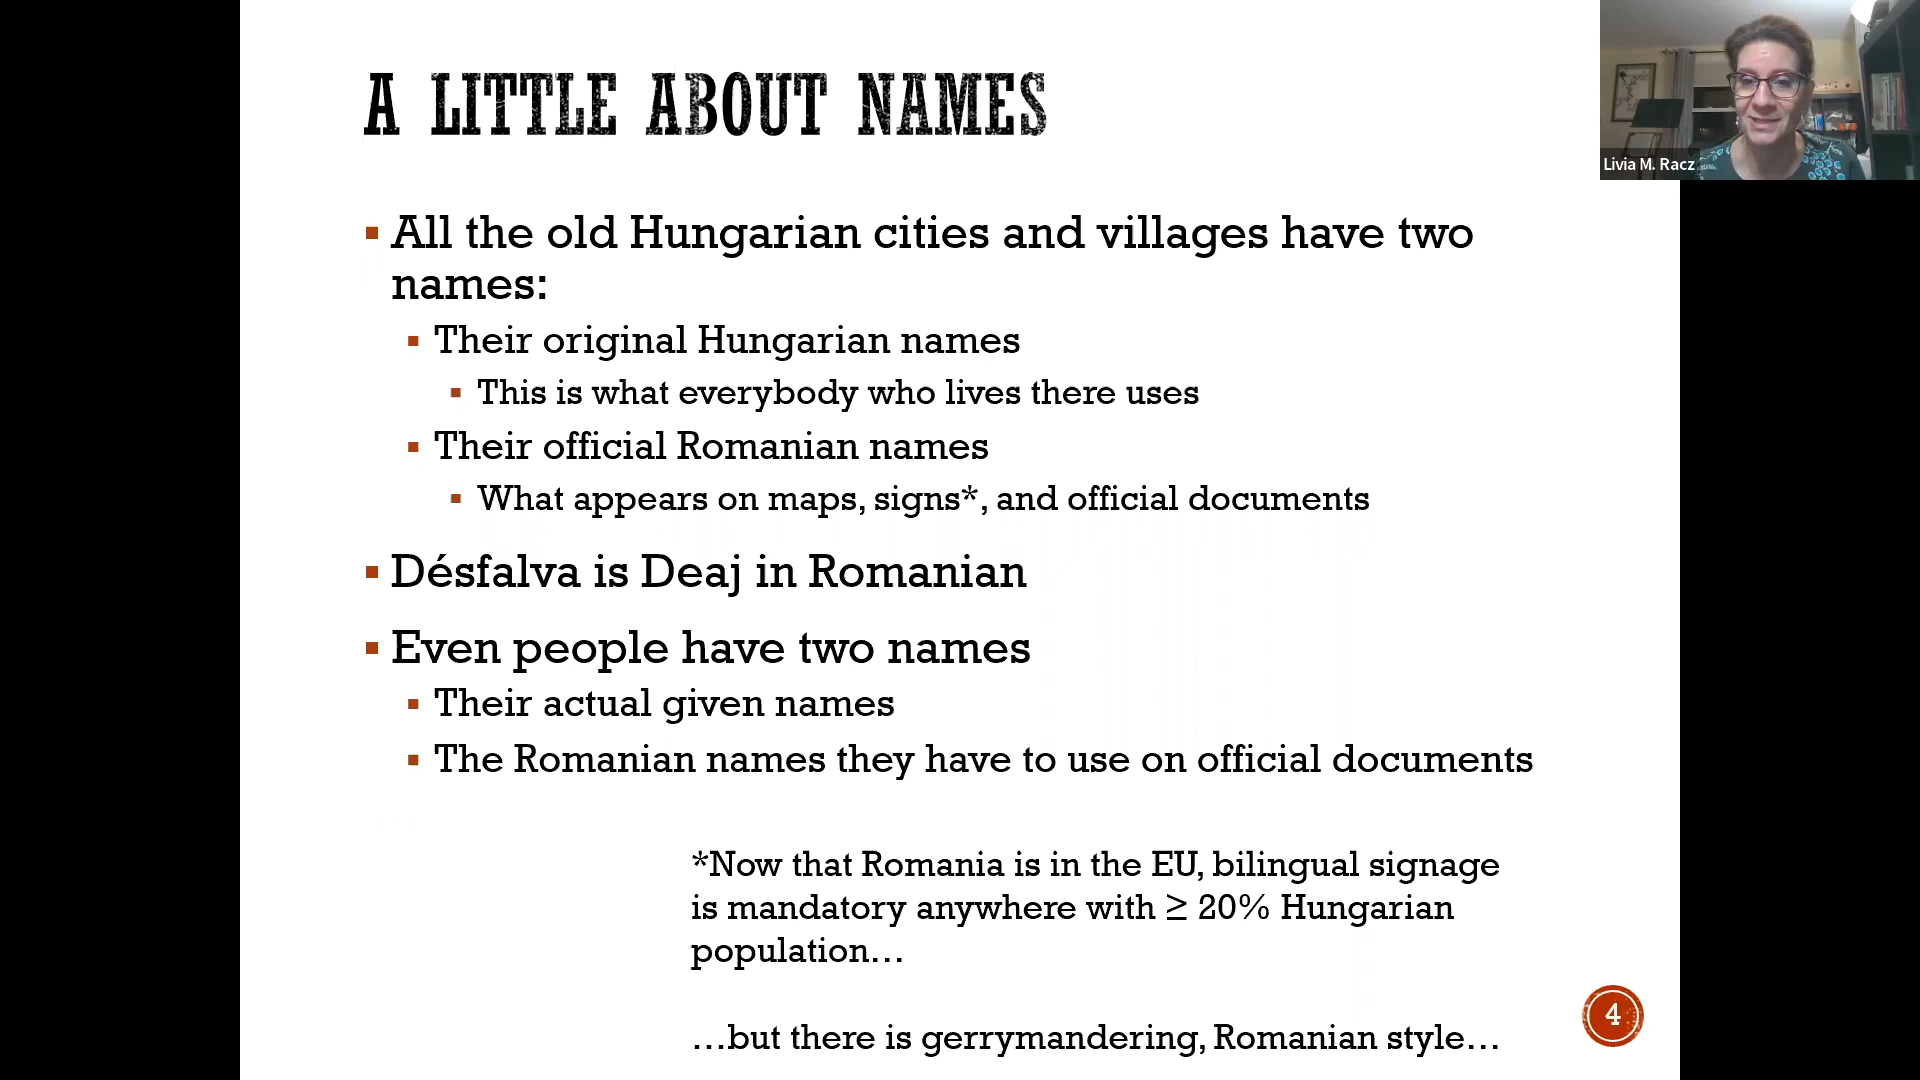 A LITTLE ABOUT NAMES
Livia M. Racz
▪ All the old Hungarian cities and villages have two
names:
▪ Their original Hungarian names
▪ This is what everybody who lives there uses
▪ Their official Romanian names
▪ What appears on maps, signs*, and official documents
▪ Désfalva is Deaj in Romanian
▪ Even people have two names
▪ Their actual given names
▪ The Romanian names they have to use on official documents
*Now that Romania is in the EU, bilingual signage
is mandatory anywhere with ≥ 20% Hungarian
population…
…but there is gerrymandering, Romanian style…
4